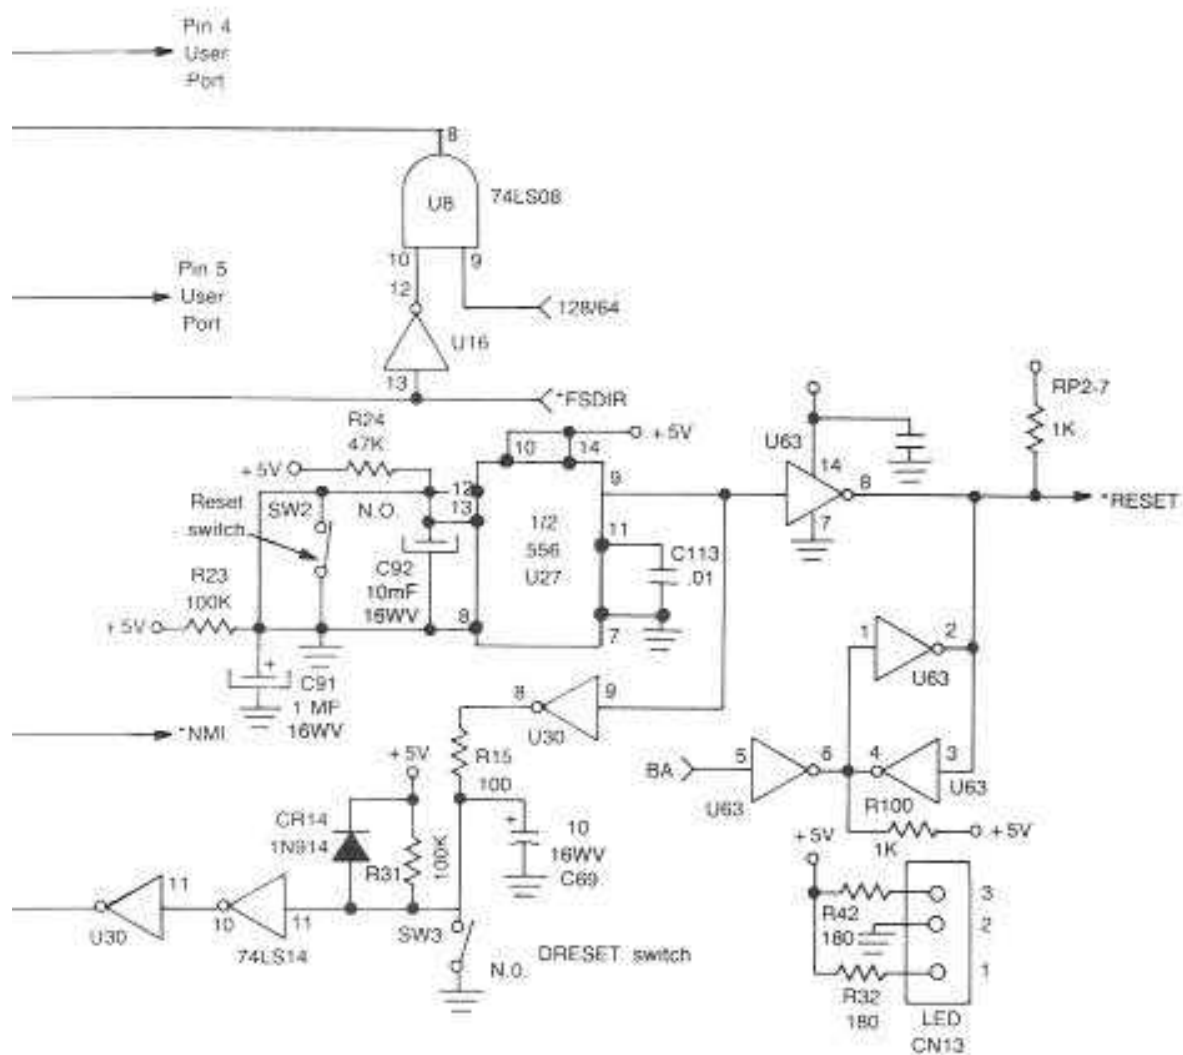 Pin 4
User
Port
8
U8
74LS08
10
9
Pin 5
User
Port
12
128/64
U16
13
*FSDIR
RP2-7
1K
R24
47K
+5V
10
14
+5V
U63
14
8
7
*RESET
9
12
13
Reset
switch
SW2
N.O.
1/2
556
U27
11
C113
.01
C92
10mF
16WV
R23
100K
+5V
8
7
1
2
U63
+
C91
1 MF
16WV
8
9
U30
*NMI
R15
100
BA
5
6
4
3
U63
U63
+5V
R100
1K
+5V
+5V
CR14
1N914
R31
100K
+
10
16WV
C69
R42
180
3
2
1
11
U30
10
11
74LS14
SW3
N.O.
DRESET switch
R32
180
LED
CN13